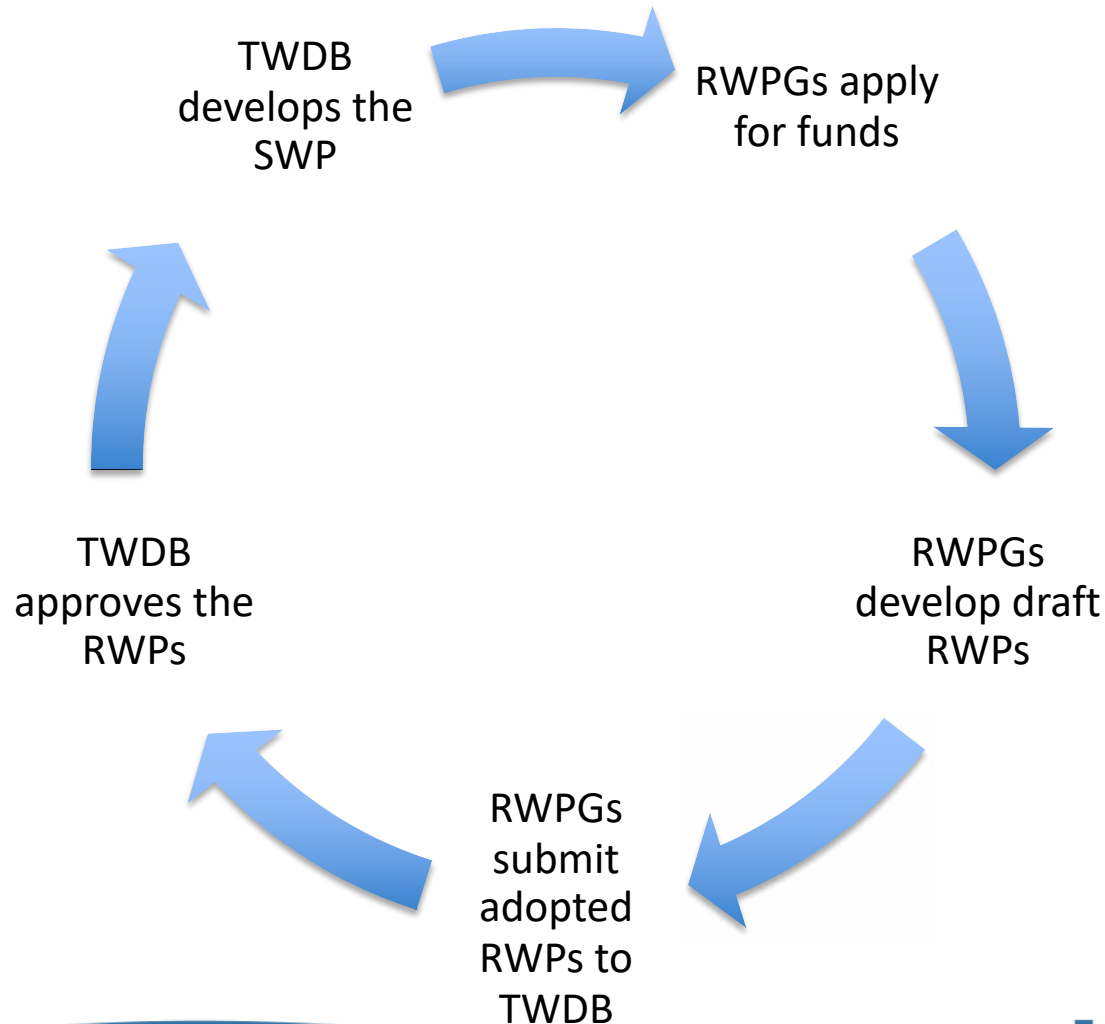 TWDB
develops the
SWP
RWPGs apply
for funds
RWPGs
develop draft
RWPs
RWPGs
submit
adopted
RWPs to
TWDB
TWDB
approves the
RWPs